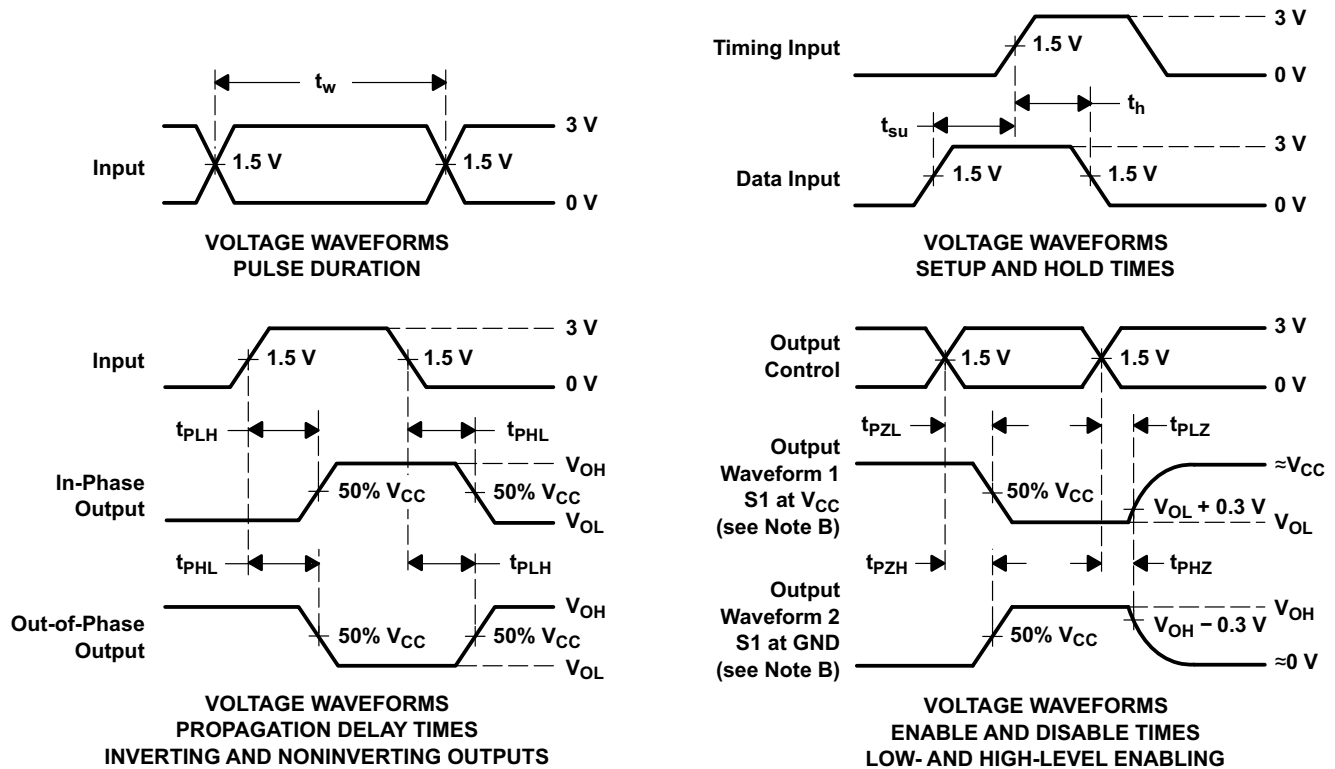 t_w
Input
1.5 V
1.5 V
3 V
0 V
VOLTAGE WAVEFORMS
PULSE DURATION
Timing Input
1.5 V
3 V
0 V
t_su
t_h
Data Input
1.5 V
1.5 V
3 V
0 V
VOLTAGE WAVEFORMS
SETUP AND HOLD TIMES
Input
1.5 V
1.5 V
3 V
0 V
t_PLH
t_PHL
In-Phase
Output
50% V_CC
50% V_CC
V_OH
V_OL
t_PHL
t_PLH
Out-of-Phase
Output
50% V_CC
50% V_CC
V_OH
V_OL
VOLTAGE WAVEFORMS
PROPAGATION DELAY TIMES
INVERTING AND NONINVERTING OUTPUTS
Output
Control
1.5 V
1.5 V
3 V
0 V
t_PZL
t_PLZ
Output
Waveform 1
S1 at V_CC
(see Note B)
50% V_CC
V_OL + 0.3 V
≈V_CC
V_OL
t_PZH
t_PHZ
Output
Waveform 2
S1 at GND
(see Note B)
50% V_CC
V_OH − 0.3 V
V_OH
≈0 V
VOLTAGE WAVEFORMS
ENABLE AND DISABLE TIMES
LOW- AND HIGH-LEVEL ENABLING